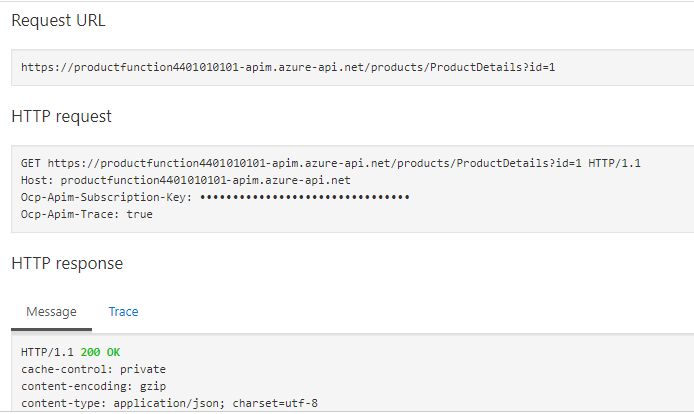 Request URL
https://productfunction4401010101-apim.azure-api.net/products/ProductDetails?id=1
HTTP request
GET https://productfunction4401010101-apim.azure-api.net/products/ProductDetails?id=1 HTTP/1.1
Host: productfunction4401010101-apim.azure-api.net
Ocp-Apim-Subscription-Key: ••••••••••••••••••••••••••••••••
Ocp-Apim-Trace: true
HTTP response
Message Trace
HTTP/1.1 200 OK
cache-control: private
content-encoding: gzip
content-type: application/json; charset=utf-8